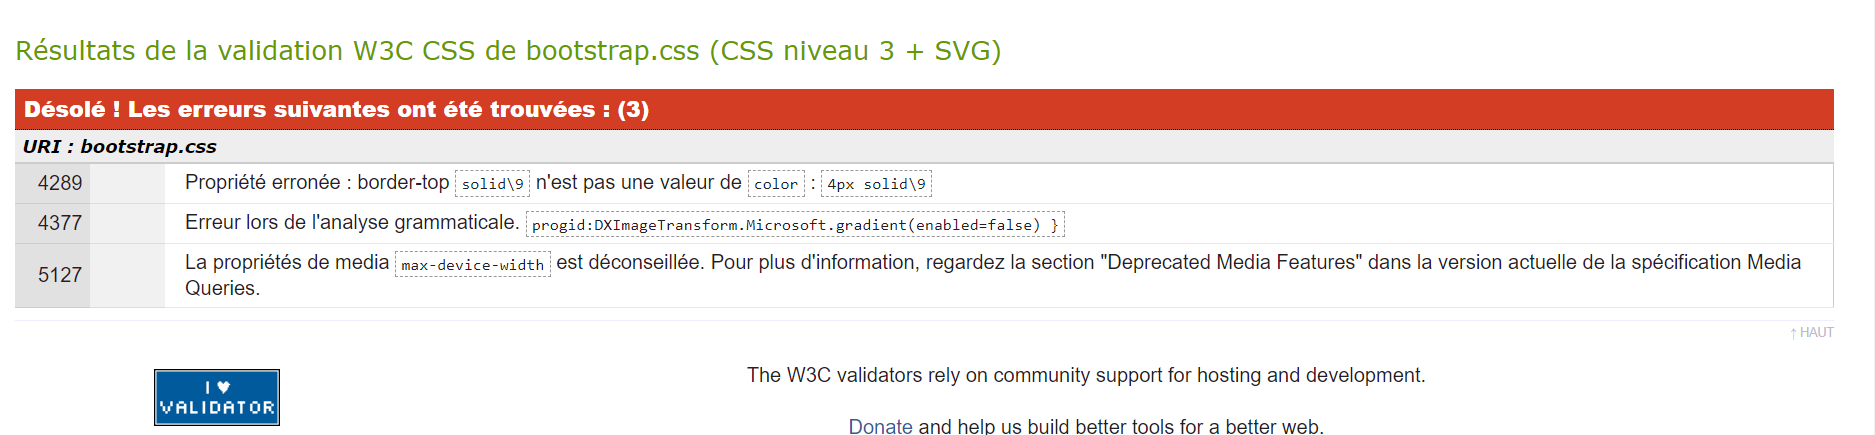 Résultats de la validation W3C CSS de bootstrap.css (CSS niveau 3 + SVG)
Désolé ! Les erreurs suivantes ont été trouvées : (3)
URI : bootstrap.css
4289 Propriété erronée : border-top solid\9 n'est pas une valeur de color : 4px solid\9
4377 Erreur lors de l'analyse grammaticale. progid:DXImageTransform.Microsoft.gradient(enabled=false) }
5127 La propriétés de media max-device-width est déconseillée. Pour plus d'information, regardez la section "Deprecated Media Features" dans la version actuelle de la spécification Media
Queries.
↑ HAUT
I ♥
VALIDATOR
The W3C validators rely on community support for hosting and development.
Donate and help us build better tools for a better web.